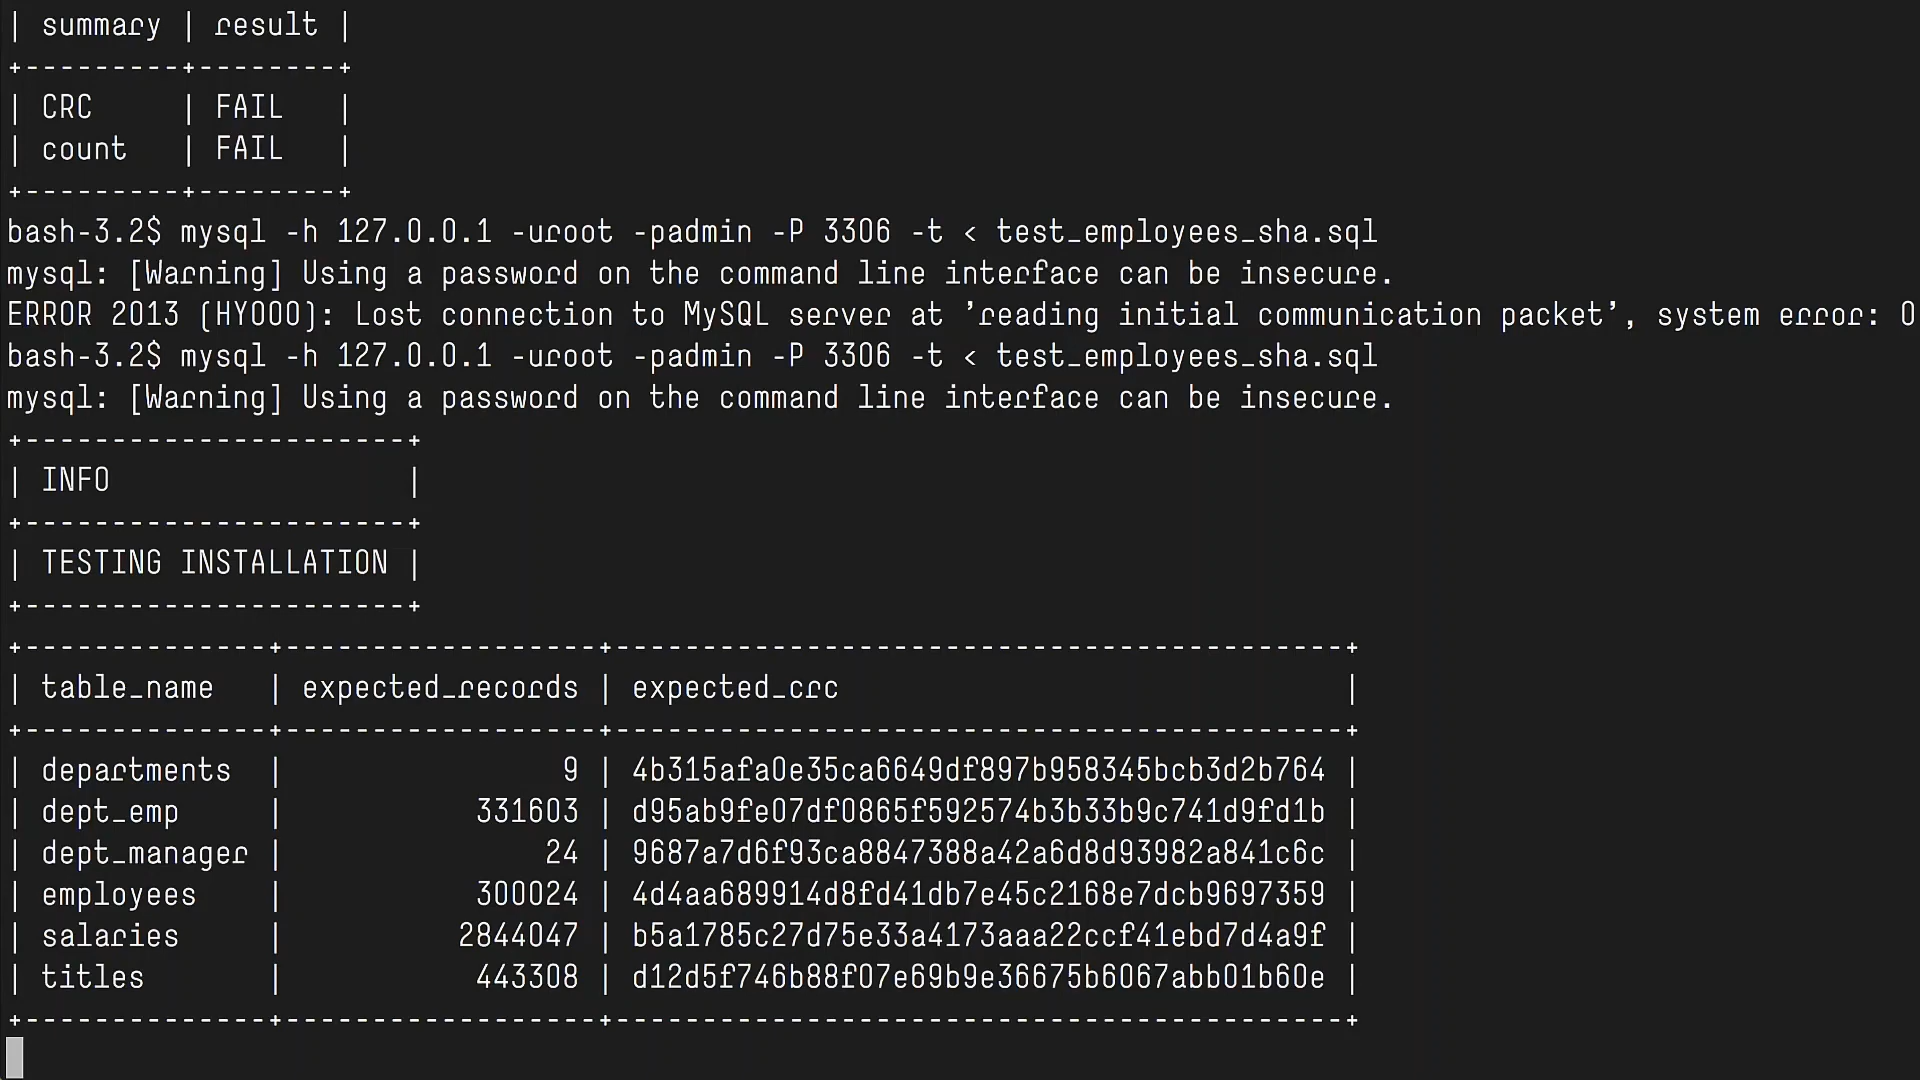 | summary | result |
+---------+--------+
| CRC     | FAIL   |
| count   | FAIL   |
+---------+--------+
bash-3.2$ mysql -h 127.0.0.1 -uroot -padmin -P 3306 -t < test_employees_sha.sql
mysql: [Warning] Using a password on the command line interface can be insecure.
ERROR 2013 (HY000): Lost connection to MySQL server at 'reading initial communication packet', system error: 0
bash-3.2$ mysql -h 127.0.0.1 -uroot -padmin -P 3306 -t < test_employees_sha.sql
mysql: [Warning] Using a password on the command line interface can be insecure.
+----------------------+
| INFO                 |
+----------------------+
| TESTING INSTALLATION |
+----------------------+
+--------------+------------------+------------------------------------------+
| table_name   | expected_records | expected_crc                             |
+--------------+------------------+------------------------------------------+
| departments  |                9 | 4b315afa0e35ca6649df897b958345bcb3d2b764 |
| dept_emp     |           331603 | d95ab9fe07df0865f592574b3b33b9c741d9fd1b |
| dept_manager |               24 | 9687a7d6f93ca8847388a42a6d8d93982a841c6c |
| employees    |           300024 | 4d4aa689914d8fd41db7e45c2168e7dcb9697359 |
| salaries     |          2844047 | b5a1785c27d75e33a4173aaa22ccf41ebd7d4a9f |
| titles       |           443308 | d12d5f746b88f07e69b9e36675b6067abb01b60e |
+--------------+------------------+------------------------------------------+